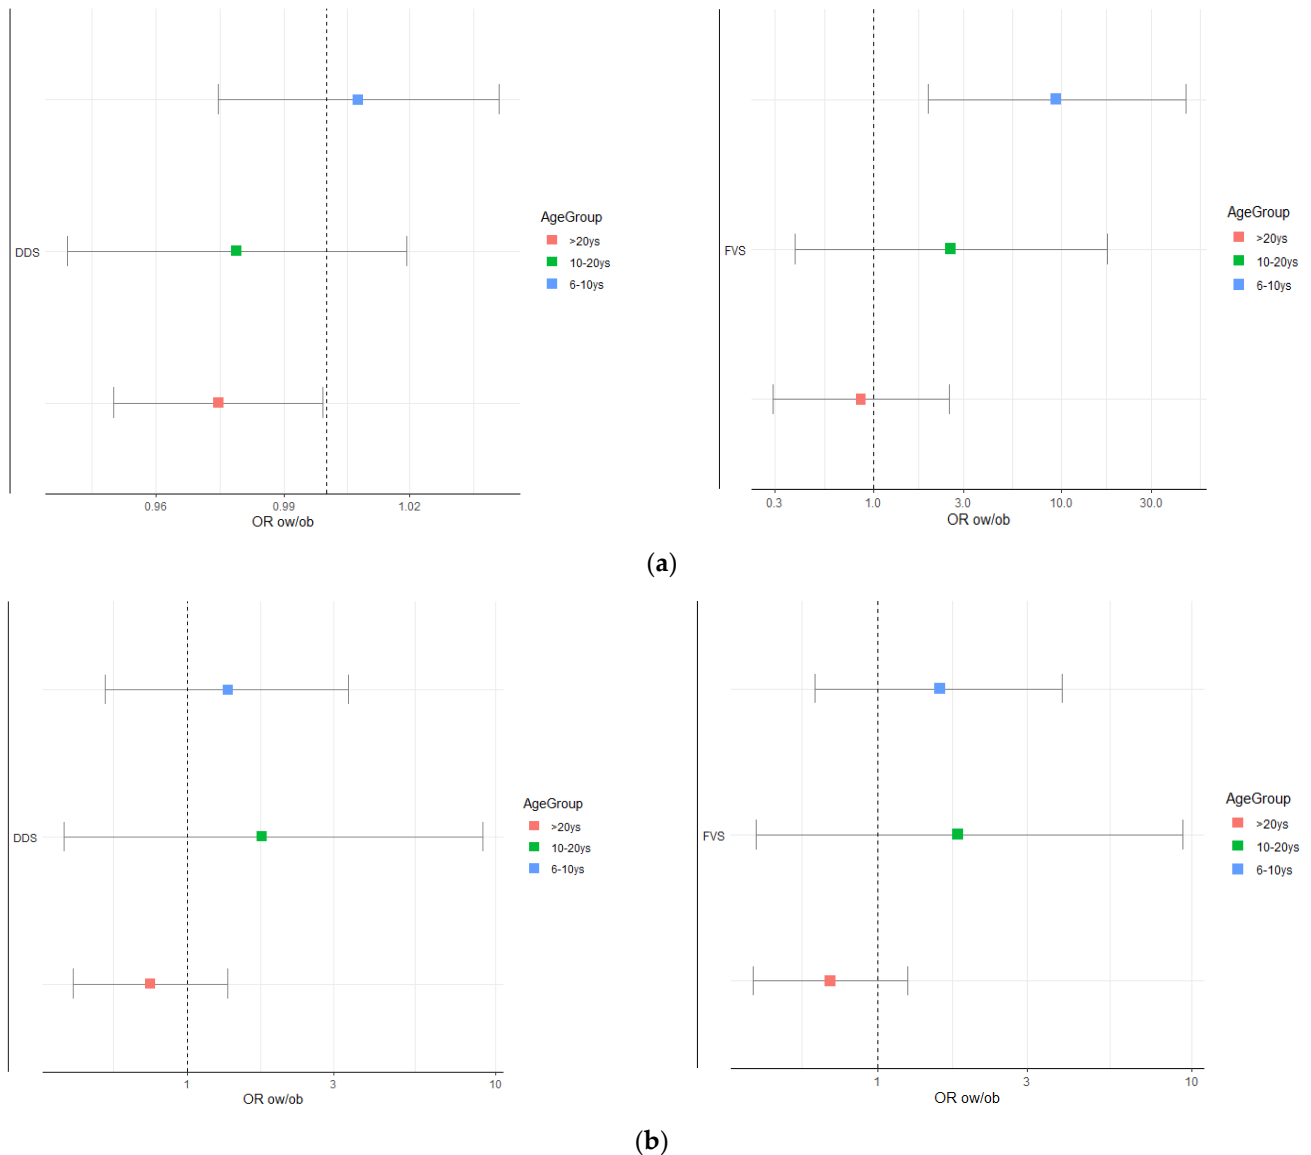 DDS
0.96 0.99 1.02
OR ow/ob
AgeGroup
>20ys
10-20ys
6-10ys
FVS
0.3 1.0 3.0 10.0 30.0
OR ow/ob
AgeGroup
>20ys
10-20ys
6-10ys
(a)
DDS
1 3 10
OR ow/ob
AgeGroup
>20ys
10-20ys
6-10ys
FVS
1 3 10
OR ow/ob
AgeGroup
>20ys
10-20ys
6-10ys
(b)